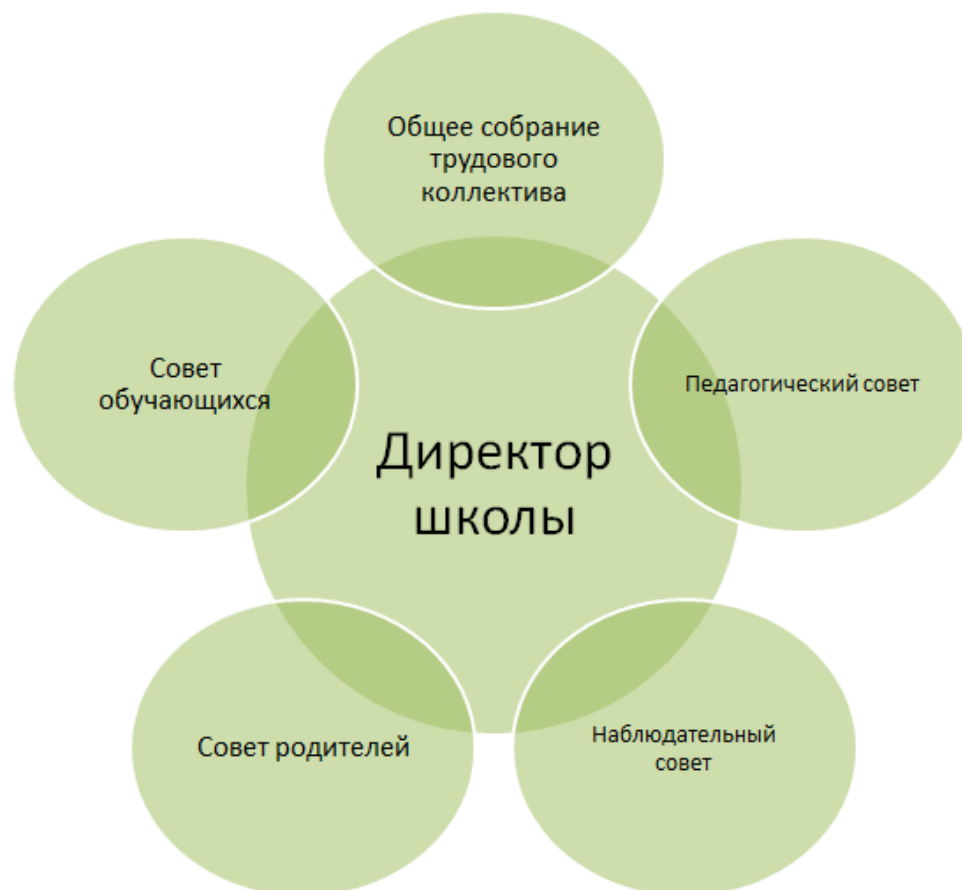 Общее собрание
трудового
коллектива
Совет
обучающихся
Педагогический совет
Директор
школы
Совет родителей
Наблюдательный
совет